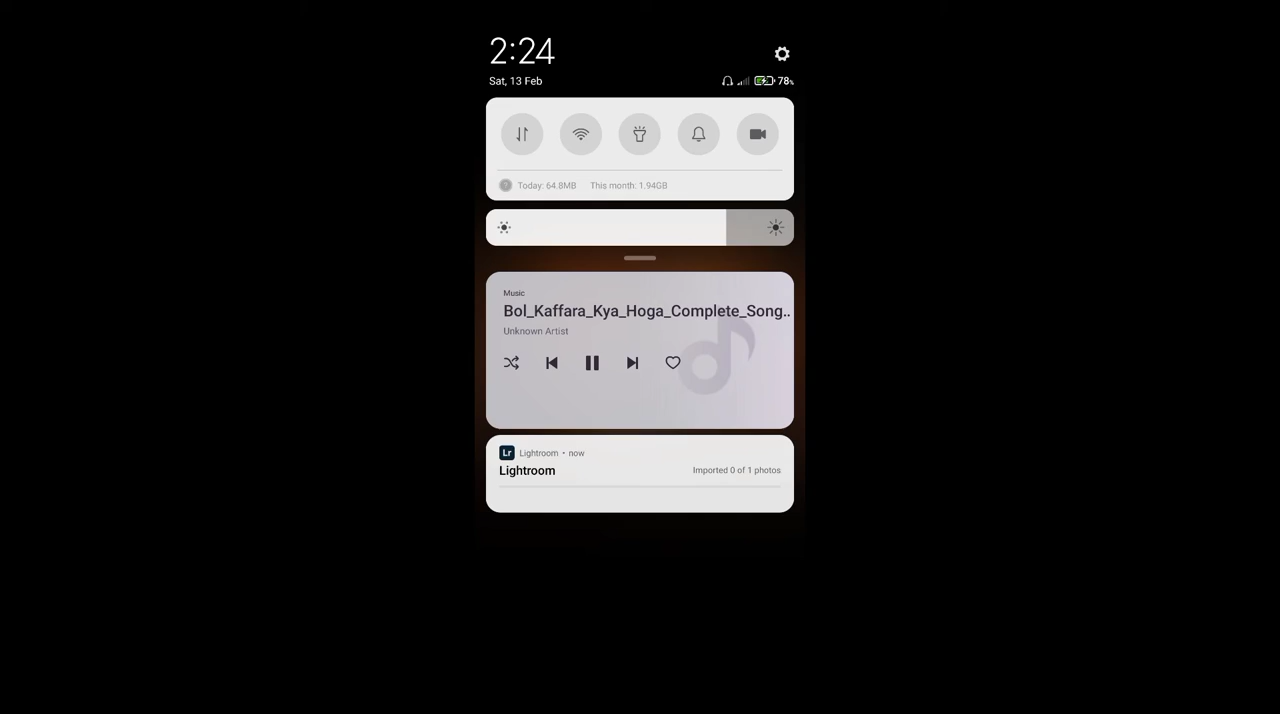 2:24
Sat, 13 Feb
78%
Today: 64.8MB This month: 1.94GB
Music
Bol_Kaffara_Kya_Hoga_Complete_Song..
Unknown Artist
Lr Lightroom • now
Lightroom Imported 0 of 1 photos